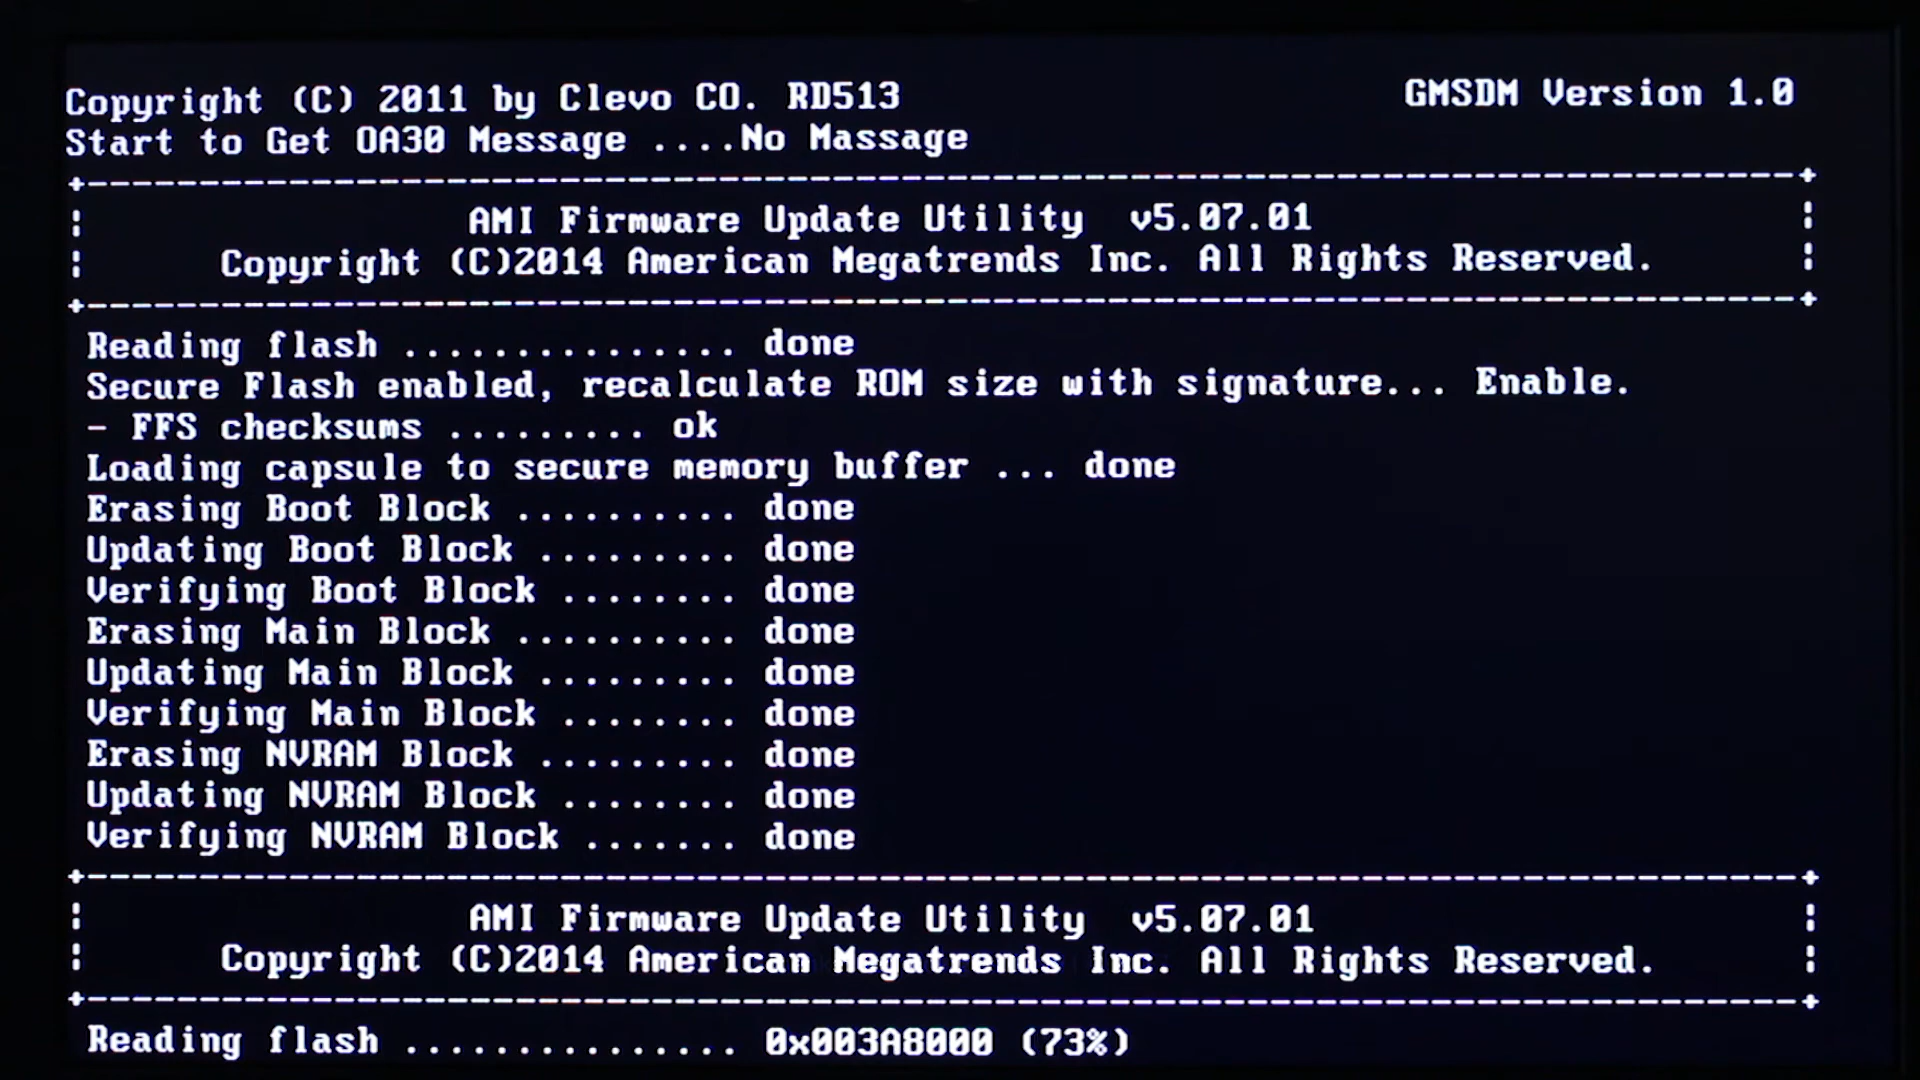 Copyright (C) 2011 by Clevo CO. RD513 GMSDM Version 1.0
Start to Get OA30 Message ....No Massage
+----------------------------------------------------------------------------+
¦ AMI Firmware Update Utility v5.07.01 ¦
¦ Copyright (C)2014 American Megatrends Inc. All Rights Reserved. ¦
+----------------------------------------------------------------------------+
Reading flash ............... done
Secure Flash enabled, recalculate ROM size with signature... Enable.
- FFS checksums ......... ok
Loading capsule to secure memory buffer ... done
Erasing Boot Block .......... done
Updating Boot Block ......... done
Verifying Boot Block ........ done
Erasing Main Block .......... done
Updating Main Block ......... done
Verifying Main Block ........ done
Erasing NVRAM Block ......... done
Updating NVRAM Block ........ done
Verifying NVRAM Block ....... done
+----------------------------------------------------------------------------+
¦ AMI Firmware Update Utility v5.07.01 ¦
¦ Copyright (C)2014 American Megatrends Inc. All Rights Reserved. ¦
+----------------------------------------------------------------------------+
Reading flash ............... 0x003A8000 (73%)